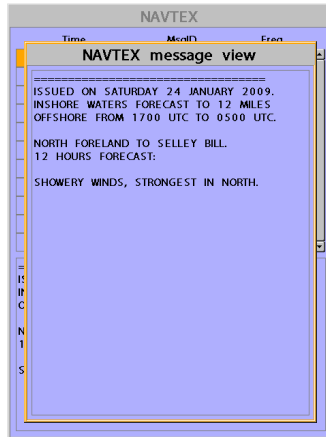 NAVTEX
Time MsgID Freq
NAVTEX message view
==================================
ISSUED ON SATURDAY 24 JANUARY 2009.
INSHORE WATERS FORECAST TO 12 MILES
OFFSHORE FROM 1700 UTC TO 0500 UTC.
NORTH FORELAND TO SELLEY BILL.
12 HOURS FORECAST:
SHOWERY WINDS, STRONGEST IN NORTH.